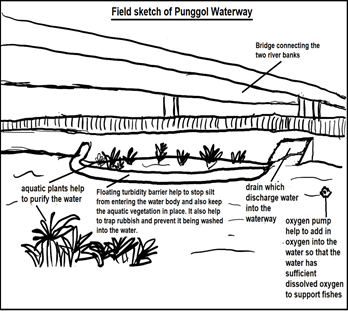 Field sketch of Punggol Waterway
Bridge connecting the
two river banks
aquatic plants help
to purify the water
Floating turbidity barrier help to stop silt
from entering the water body and also keep
the aquatic vegetation in place. It also help
to trap rubbish and prevent it being washed
into the water.
drain which
discharge water
into the
waterway
oxygen pump
help to add in
oxygen into the
water so that the
water has
sufficient
dissolved oxygen
to support fishes